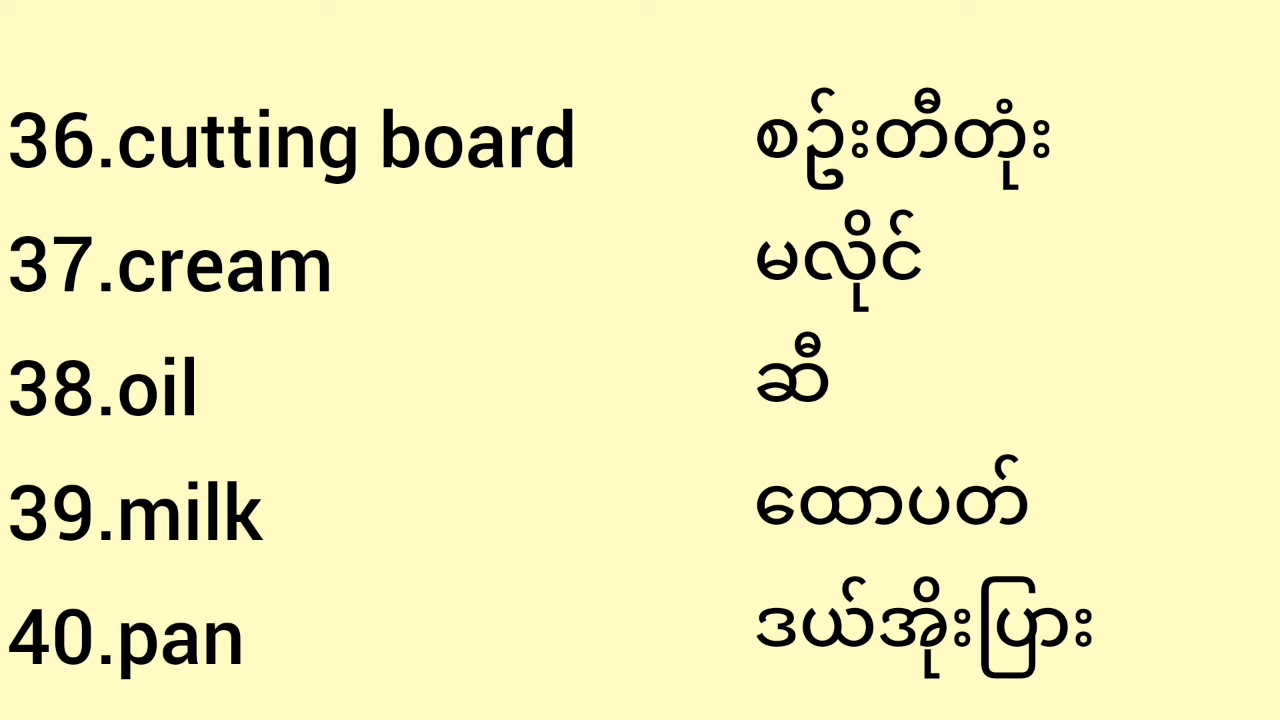 36.cutting board စဥ်းတီတုံး
37.cream မလိုင်
38.oil ဆီ
39.milk ထောပတ်
40.pan ဒယ်အိုးပြား